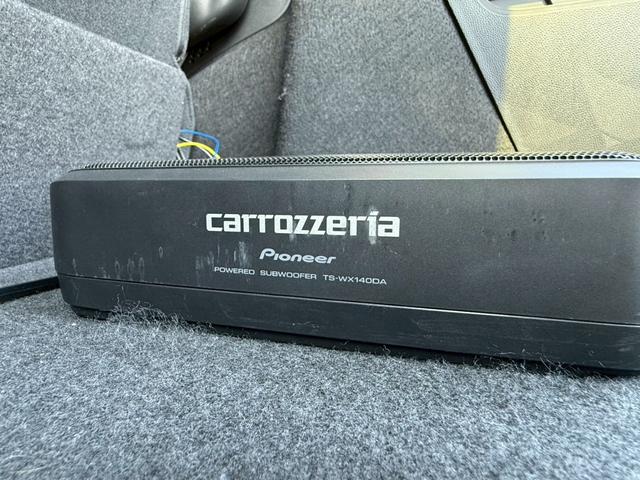 carrozzeria
Pioneer
POWERED SUBWOOFER TS-WX140DA